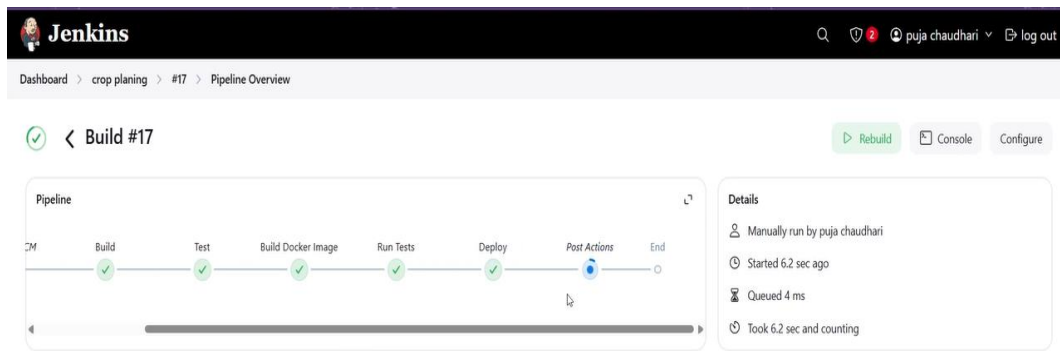 Jenkins
2
puja chaudhari
log out
Dashboard > crop planing > #17 > Pipeline Overview
Build #17
Rebuild
Console
Configure
Pipeline
CM
Build
Test
Build Docker Image
Run Tests
Deploy
Post Actions
End
Details
Manually run by puja chaudhari
Started 6.2 sec ago
Queued 4 ms
Took 6.2 sec and counting